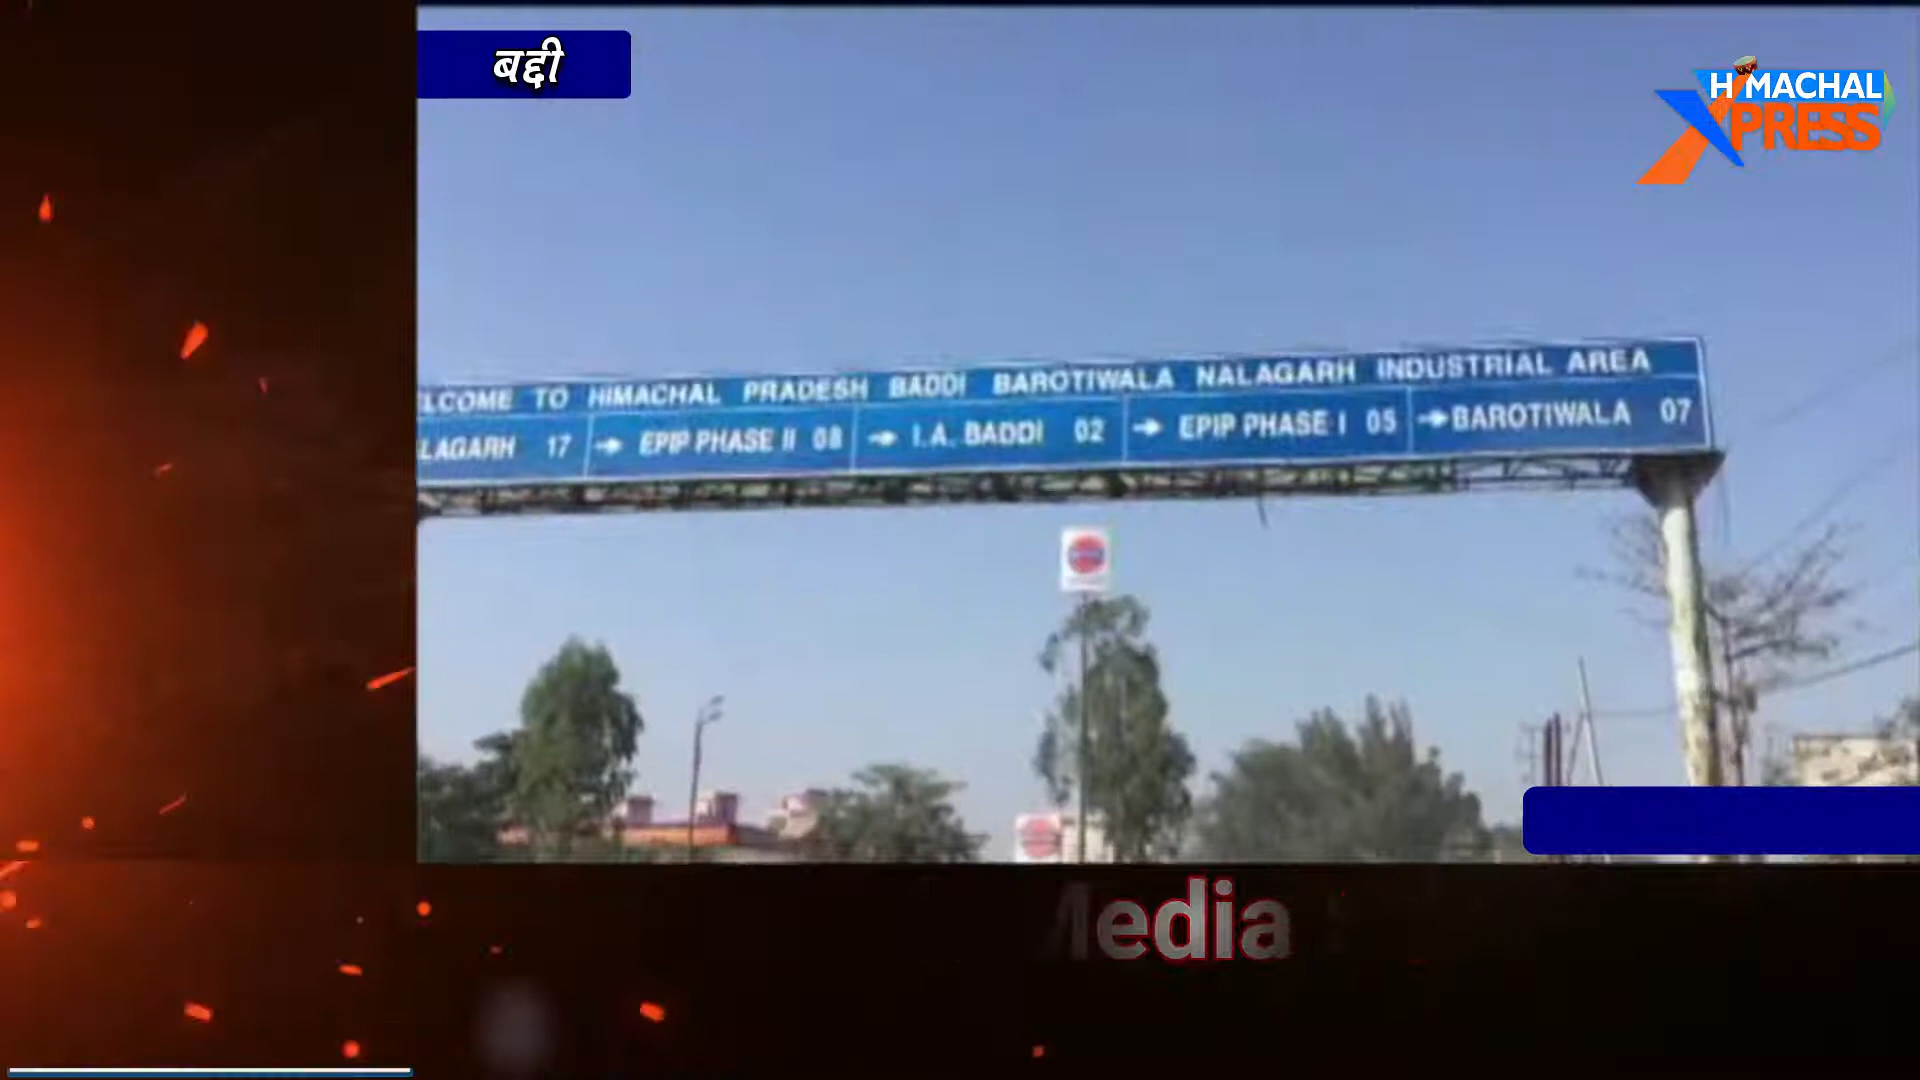 बद्दी
HIMACHAL
XPRESS
LCOME TO HIMACHAL PRADESH BADDI BAROTIWALA NALAGARH INDUSTRIAL AREA
LAGARH 17 → EPIP PHASE II 08 → I.A. BADDI 02 → EPIP PHASE I 05 → BAROTIWALA 07
Media